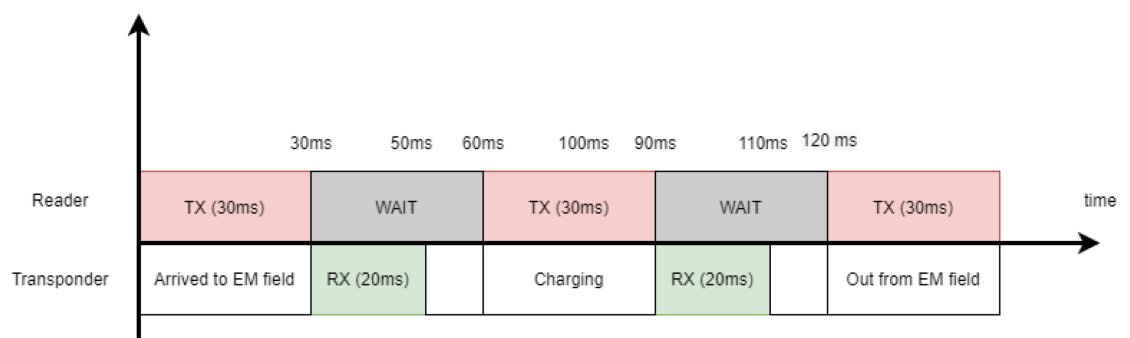 30ms 50ms 60ms 100ms 90ms 110ms 120 ms
Reader TX (30ms) WAIT TX (30ms) WAIT TX (30ms) time
Transponder Arrived to EM field RX (20ms) Charging RX (20ms) Out from EM field